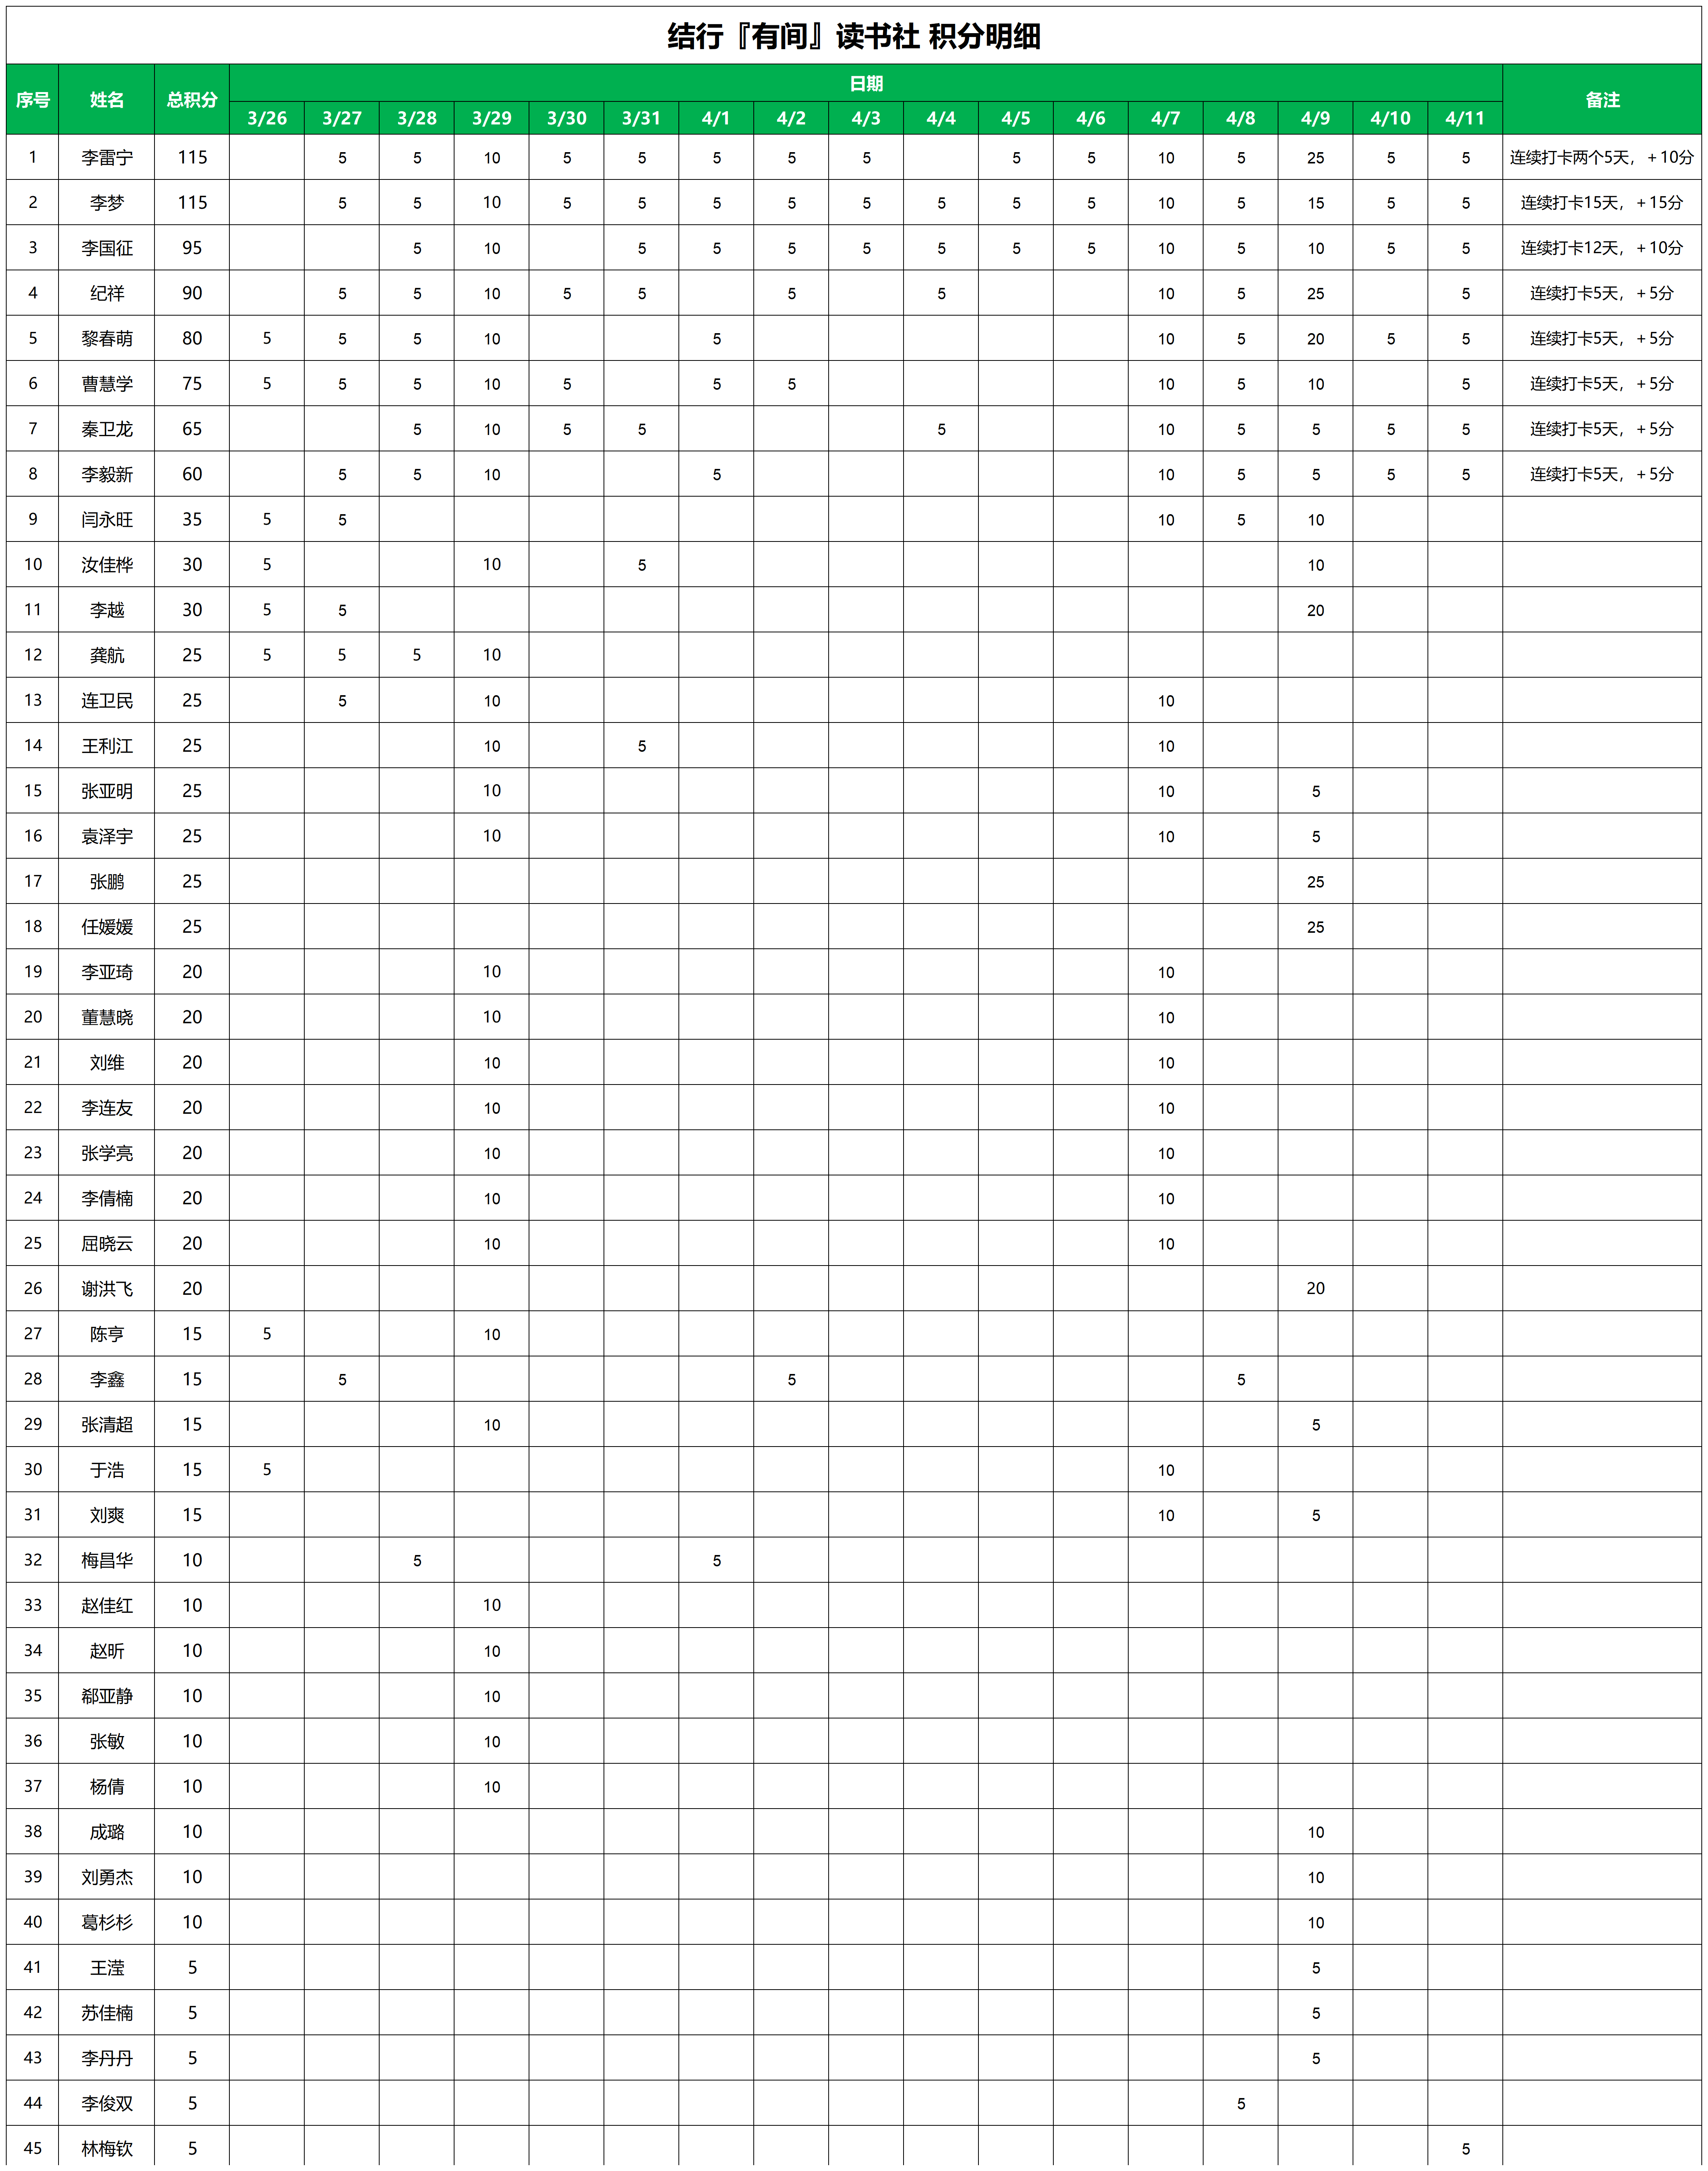 结行『有间』读书社 积分明细
序号 姓名 总积分 日期 备注
3/26 3/27 3/28 3/29 3/30 3/31 4/1 4/2 4/3 4/4 4/5 4/6 4/7 4/8 4/9 4/10 4/11
1 李雷宁 115 5 5 10 5 5 5 5 5 5 5 10 5 25 5 5 连续打卡两个5天，+10分
2 李梦 115 5 5 10 5 5 5 5 5 5 5 5 10 5 15 5 5 连续打卡15天，+15分
3 李国征 95 5 10 5 5 5 5 5 5 5 10 5 10 5 5 连续打卡12天，+10分
4 纪祥 90 5 5 10 5 5 5 5 10 5 25 5 连续打卡5天，+5分
5 黎春萌 80 5 5 5 10 5 10 5 20 5 5 连续打卡5天，+5分
6 曹慧学 75 5 5 5 10 5 5 5 10 5 10 5 连续打卡5天，+5分
7 秦卫龙 65 5 10 5 5 5 10 5 5 5 5 连续打卡5天，+5分
8 李毅新 60 5 5 10 5 10 5 5 5 5 连续打卡5天，+5分
9 闫永旺 35 5 5 10 5 10
10 汝佳桦 30 5 10 5 10
11 李越 30 5 5 20
12 龚航 25 5 5 5 10
13 连卫民 25 5 10 10
14 王利江 25 10 5 10
15 张亚明 25 10 10 5
16 袁泽宇 25 10 10 5
17 张鹏 25 25
18 任媛媛 25 25
19 李亚琦 20 10 10
20 董慧晓 20 10 10
21 刘维 20 10 10
22 李连友 20 10 10
23 张学亮 20 10 10
24 李倩楠 20 10 10
25 屈晓云 20 10 10
26 谢洪飞 20 20
27 陈亨 15 5 10
28 李鑫 15 5 5 5
29 张清超 15 10 5
30 于浩 15 5 10
31 刘爽 15 10 5
32 梅昌华 10 5 5
33 赵佳红 10 10
34 赵昕 10 10
35 郗亚静 10 10
36 张敏 10 10
37 杨倩 10 10
38 成璐 10 10
39 刘勇杰 10 10
40 葛杉杉 10 10
41 王滢 5 5
42 苏佳楠 5 5
43 李丹丹 5 5
44 李俊双 5 5
45 林梅钦 5 5